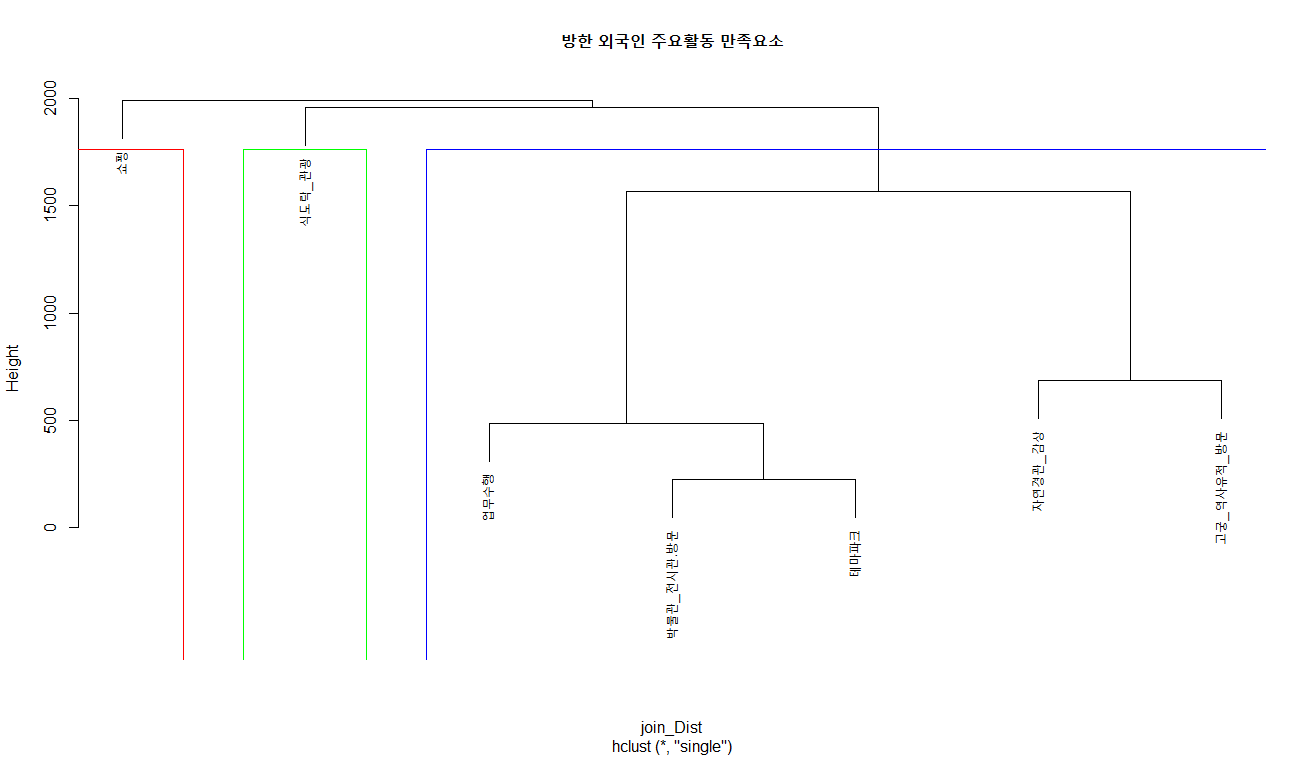 방한 외국인 주요활동 만족요소
Height
2000
1500
1000
500
0
쇼핑
식도락_관광
업무수행
박물관_전시관.방문
테마파크
자연경관_감상
고궁_역사유적_방문
join_Dist
hclust (*, "single")